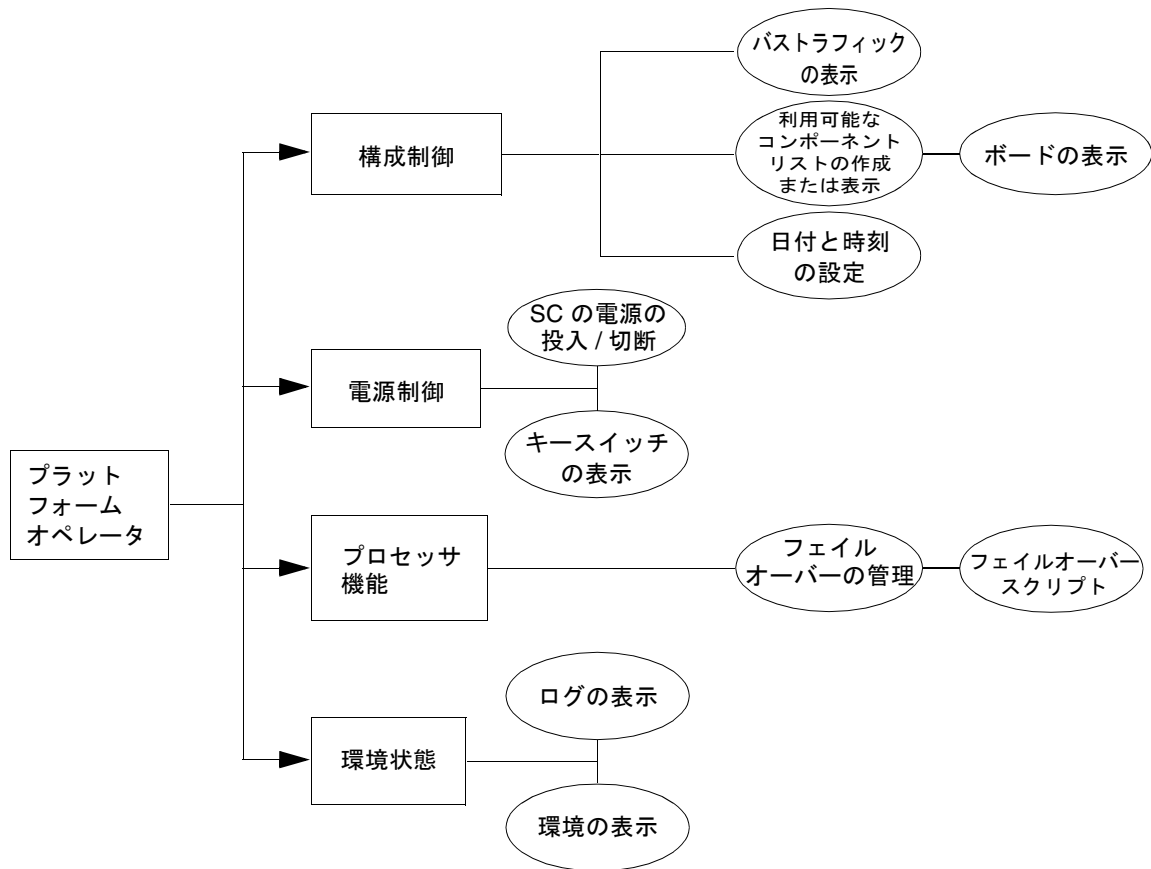 バストラフィック
の表示
利用可能な
コンポーネント
リストの作成
または表示
ボードの表示
構成制御
日付と時刻
の設定
SC の電源の
投入 / 切断
電源制御
キースイッチ
の表示
プラット
フォーム
オペレータ
プロセッサ
機能
フェイル
オーバーの管理
フェイルオーバー
スクリプト
ログの表示
環境状態
環境の表示